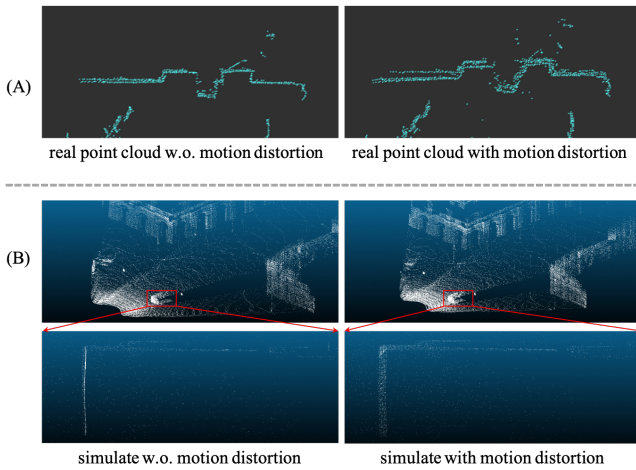 (A)
real point cloud w.o. motion distortion
real point cloud with motion distortion
(B)
simulate w.o. motion distortion
simulate with motion distortion